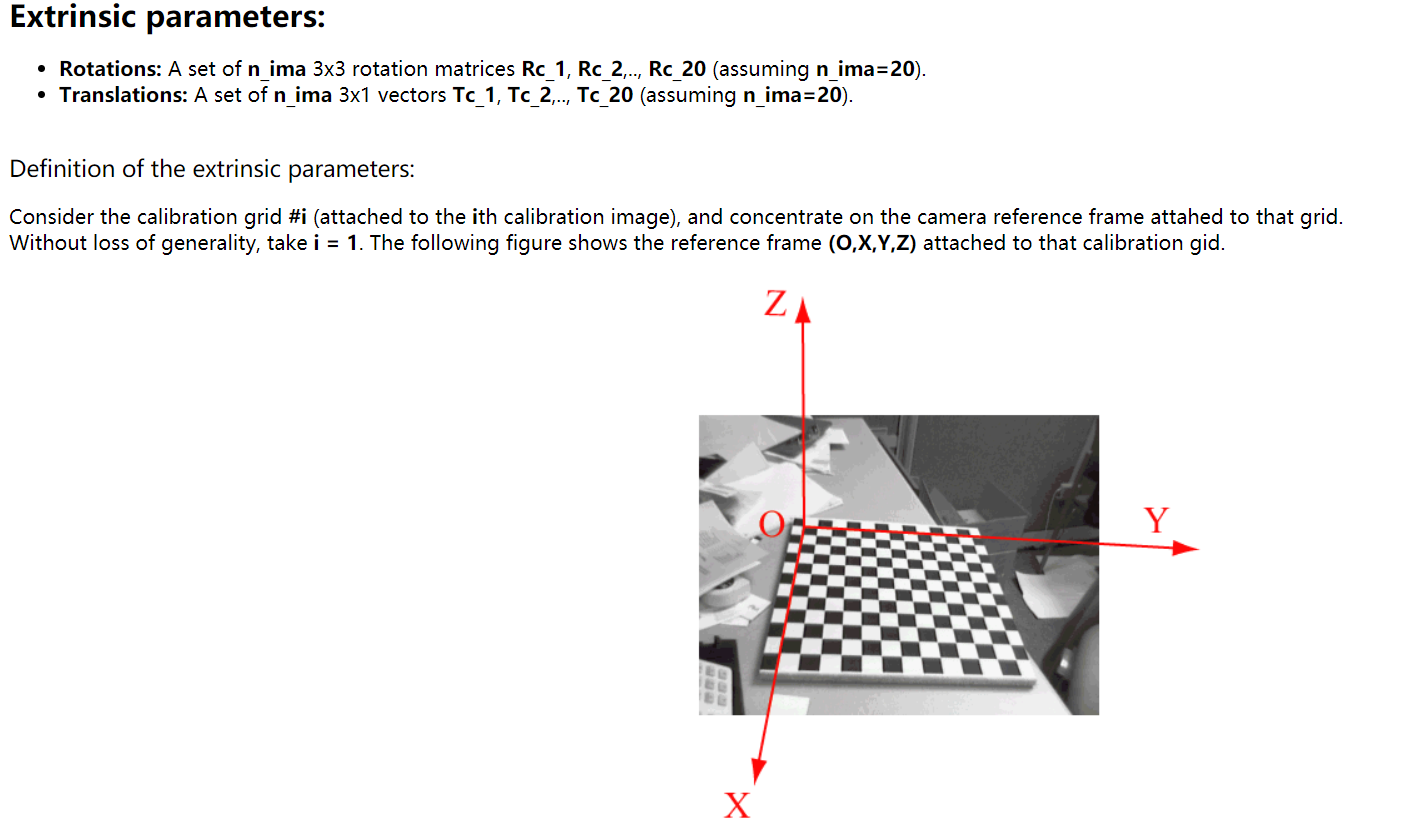 Extrinsic parameters:
• Rotations: A set of n_ima 3x3 rotation matrices Rc_1, Rc_2,.., Rc_20 (assuming n_ima=20).
• Translations: A set of n_ima 3x1 vectors Tc_1, Tc_2,.., Tc_20 (assuming n_ima=20).
Definition of the extrinsic parameters:
Consider the calibration grid #i (attached to the ith calibration image), and concentrate on the camera reference frame attahed to that grid.
Without loss of generality, take i = 1. The following figure shows the reference frame (O,X,Y,Z) attached to that calibration gid.
Z
O
Y
X